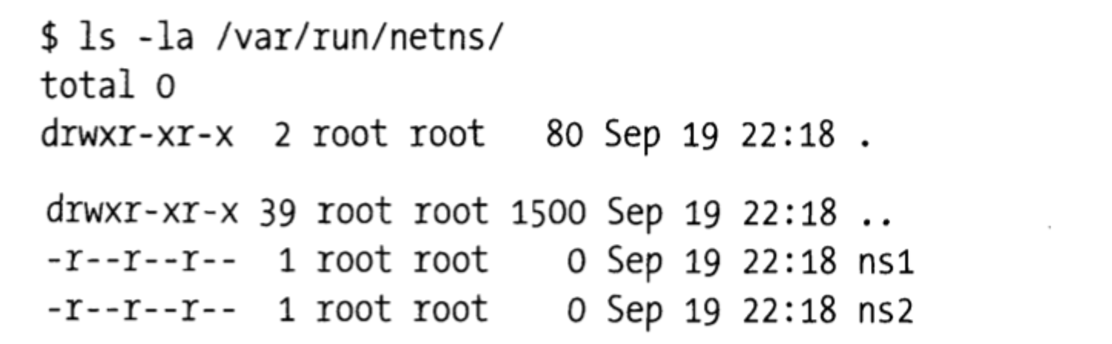 $ ls -la /var/run/netns/
total 0
drwxr-xr-x  2 root root   80 Sep 19 22:18 .
drwxr-xr-x 39 root root 1500 Sep 19 22:18 ..
-r--r--r--  1 root root    0 Sep 19 22:18 ns1
-r--r--r--  1 root root    0 Sep 19 22:18 ns2